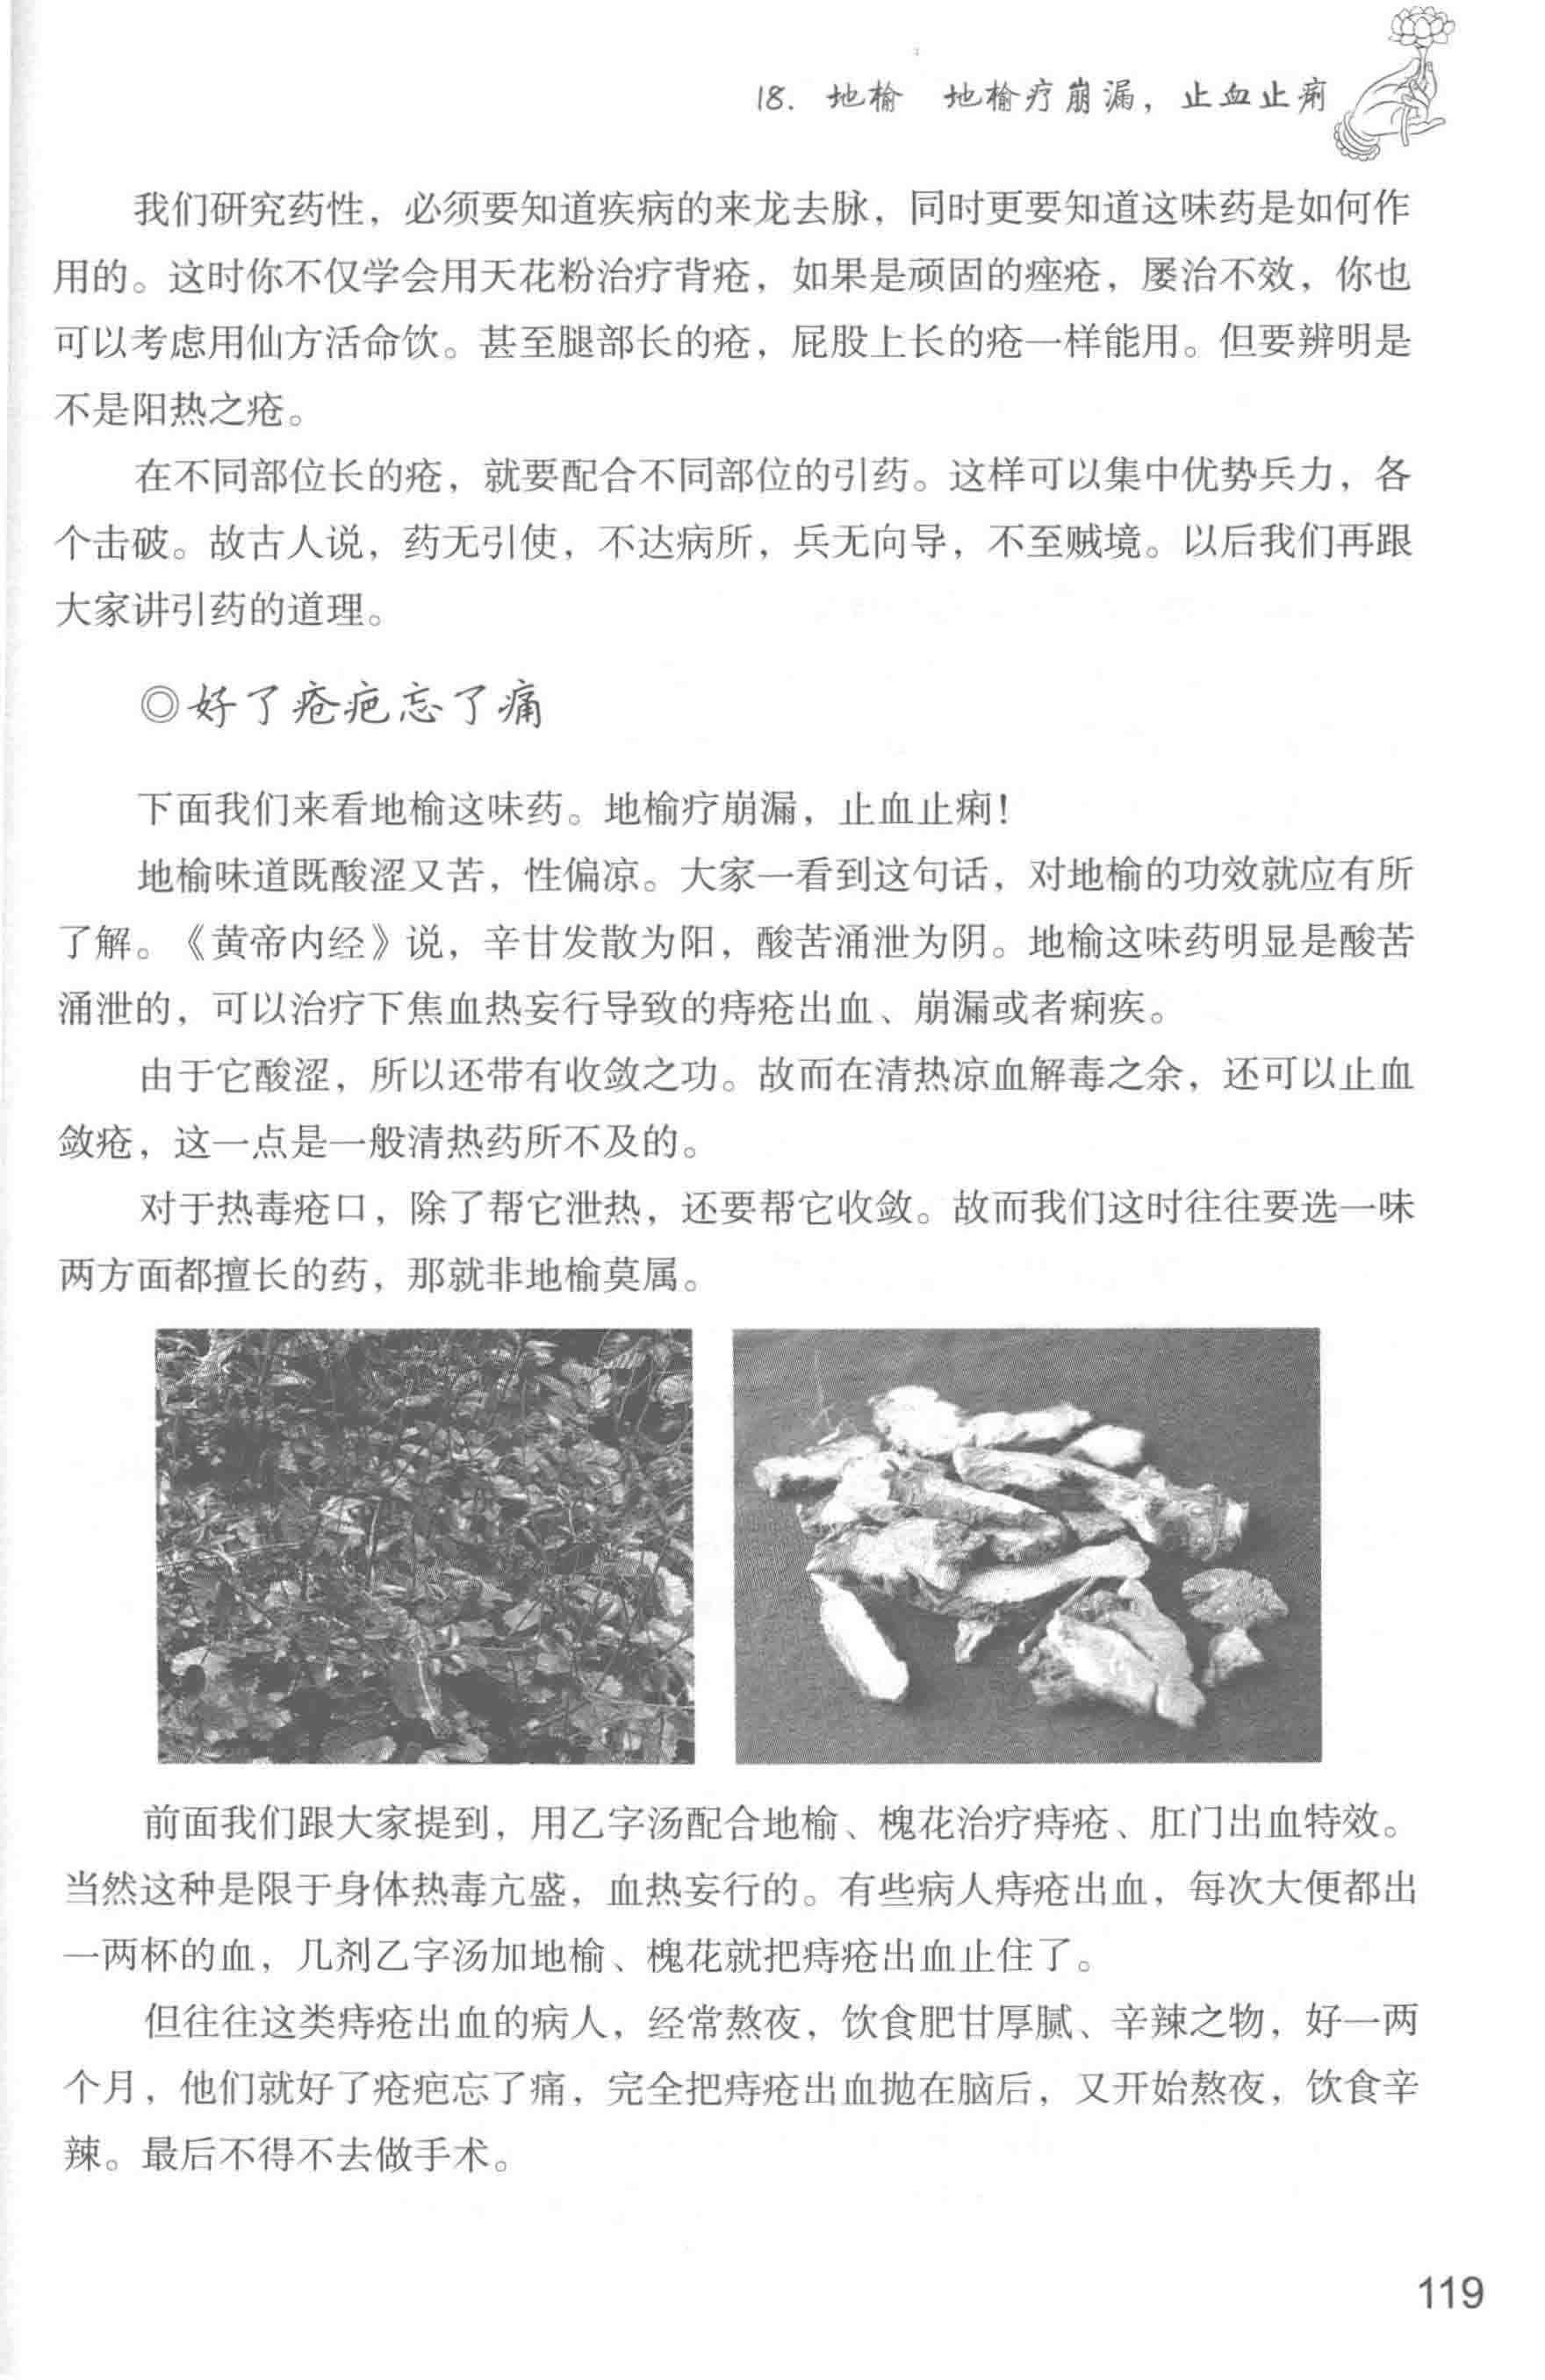 18. 地榆　地榆疗崩漏，止血止痢
我们研究药性，必须要知道疾病的来龙去脉，同时更要知道这味药是如何作
用的。这时你不仅学会用天花粉治疗背疮，如果是顽固的痤疮，屡治不效，你也
可以考虑用仙方活命饮。甚至腿部长的疮，屁股上长的疮一样能用。但要辨明是
不是阳热之疮。
在不同部位长的疮，就要配合不同部位的引药。这样可以集中优势兵力，各
个击破。故古人说，药无引使，不达病所，兵无向导，不至贼境。以后我们再跟
大家讲引药的道理。
◎好了疮疤忘了痛
下面我们来看地榆这味药。地榆疗崩漏，止血止痢！
地榆味道既酸涩又苦，性偏凉。大家一看到这句话，对地榆的功效就应有所
了解。《黄帝内经》说，辛甘发散为阳，酸苦涌泄为阴。地榆这味药明显是酸苦
涌泄的，可以治疗下焦血热妄行导致的痔疮出血、崩漏或者痢疾。
由于它酸涩，所以还带有收敛之功。故而在清热凉血解毒之余，还可以止血
敛疮，这一点是一般清热药所不及的。
对于热毒疮口，除了帮它泄热，还要帮它收敛。故而我们这时往往要选一味
两方面都擅长的药，那就非地榆莫属。
前面我们跟大家提到，用乙字汤配合地榆、槐花治疗痔疮、肛门出血特效。
当然这种是限于身体热毒亢盛，血热妄行的。有些病人痔疮出血，每次大便都出
一两杯的血，几剂乙字汤加地榆、槐花就把痔疮出血止住了。
但往往这类痔疮出血的病人，经常熬夜，饮食肥甘厚腻、辛辣之物，好一两
个月，他们就好了疮疤忘了痛，完全把痔疮出血抛在脑后，又开始熬夜，饮食辛
辣。最后不得不去做手术。
119